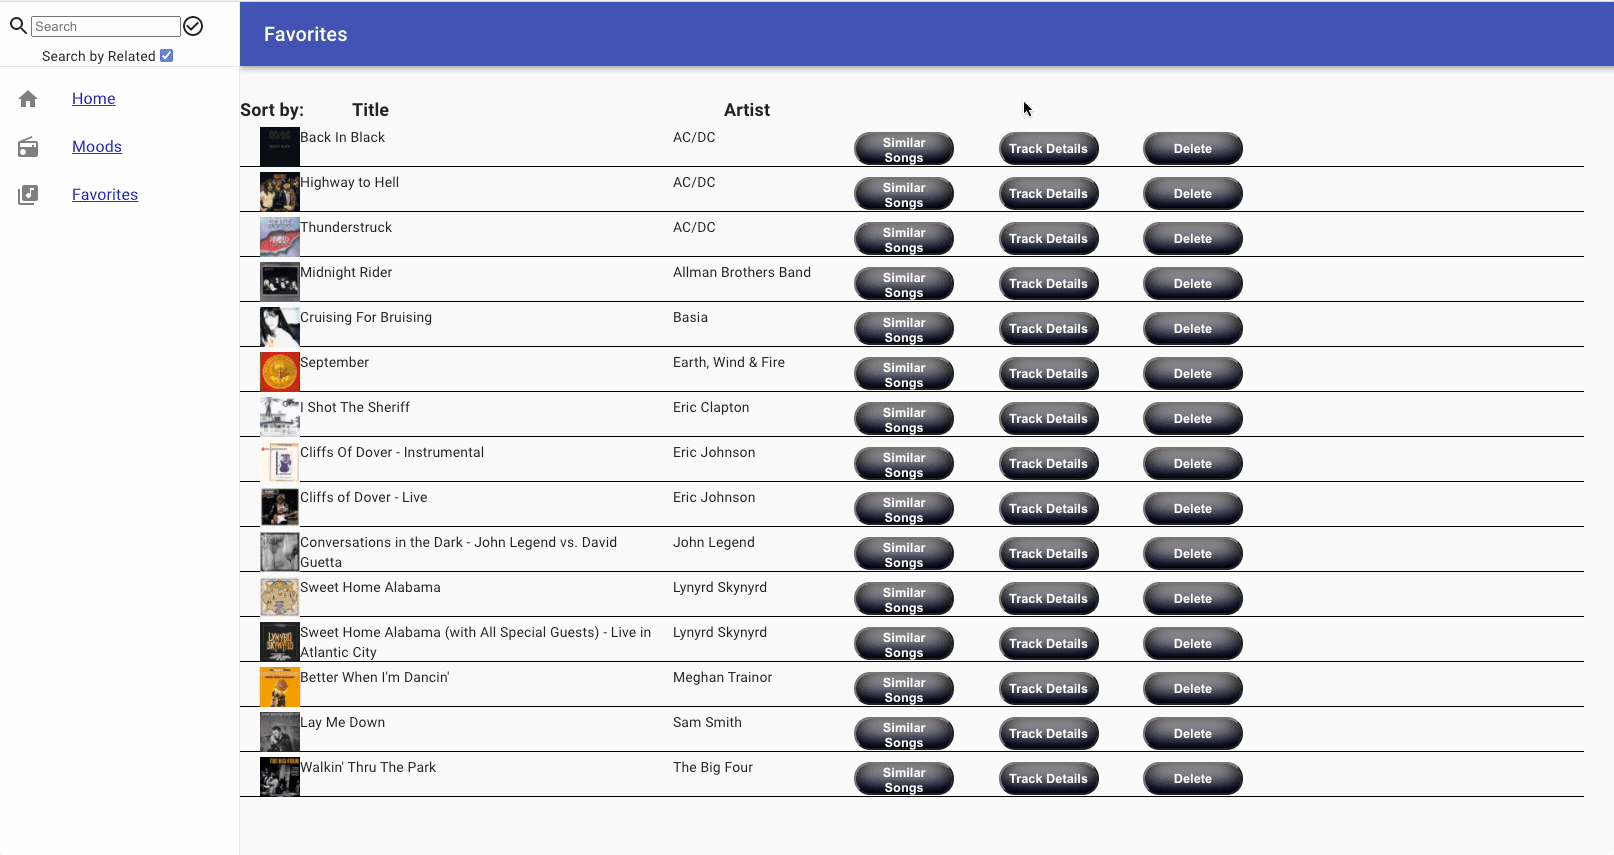 Search
Favorites
Search by Related
Home
Moods
Favorites
Sort by: Title Artist
Back In Black AC/DC Similar Songs Track Details Delete
Highway to Hell AC/DC Similar Songs Track Details Delete
Thunderstruck AC/DC Similar Songs Track Details Delete
Midnight Rider Allman Brothers Band Similar Songs Track Details Delete
Cruising For Bruising Basia Similar Songs Track Details Delete
September Earth, Wind & Fire Similar Songs Track Details Delete
I Shot The Sheriff Eric Clapton Similar Songs Track Details Delete
Cliffs Of Dover - Instrumental Eric Johnson Similar Songs Track Details Delete
Cliffs of Dover - Live Eric Johnson Similar Songs Track Details Delete
Conversations in the Dark - John Legend vs. David
Guetta John Legend Similar Songs Track Details Delete
Sweet Home Alabama Lynyrd Skynyrd Similar Songs Track Details Delete
Sweet Home Alabama (with All Special Guests) - Live in
Atlantic City Lynyrd Skynyrd Similar Songs Track Details Delete
Better When I'm Dancin' Meghan Trainor Similar Songs Track Details Delete
Lay Me Down Sam Smith Similar Songs Track Details Delete
Walkin' Thru The Park The Big Four Similar Songs Track Details Delete